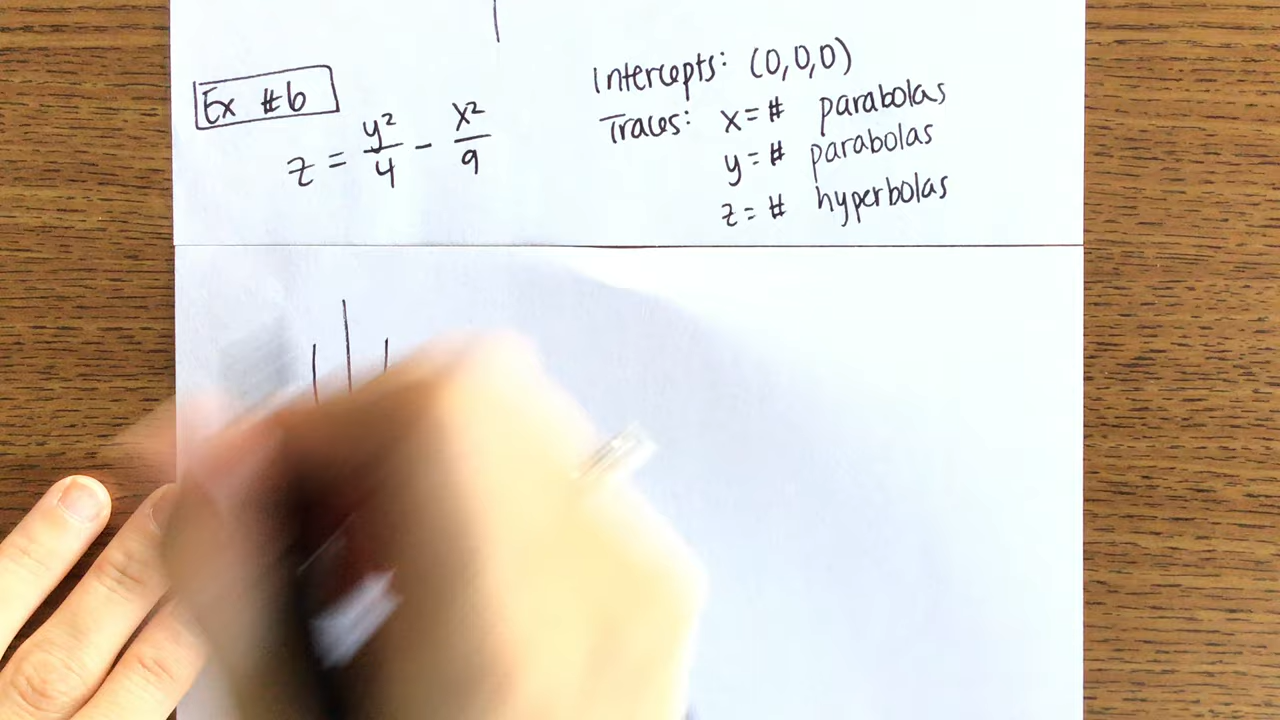 Ex #6
z = y²/4 - x²/9
Intercepts: (0,0,0)
Traces: x=# parabolas
y=# parabolas
z=# hyperbolas